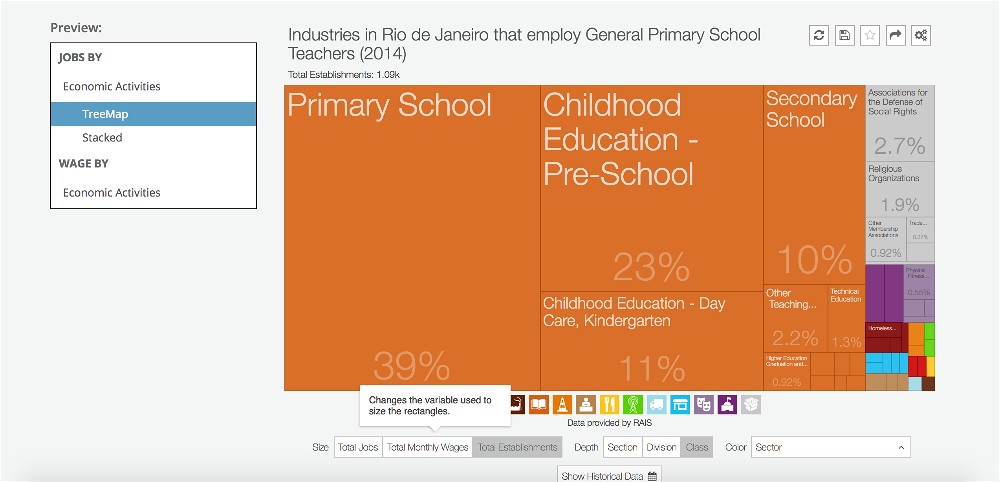 Preview:
JOBS BY
Economic Activities
TreeMap
Stacked
WAGE BY
Economic Activities
Industries in Rio de Janeiro that employ General Primary School
Teachers (2014)
Total Establishments: 1.09k
Primary School
39%
Childhood
Education -
Pre-School
23%
Childhood Education - Day
Care, Kindergarten
11%
Secondary
School
10%
Other
Teaching...
2.2%
Technical
Education
1.3%
Higher Education
Graduation and...
0.92%
Associations for
the Defense of
Social Rights
2.7%
Religious
Organizations
1.9%
Other
Membership
Associations
0.92%
Trade...
0.37%
Physical
Fitness...
0.55%
Homeless...
Changes the variable used to
size the rectangles.
Data provided by RAIS
Size Total Jobs Total Monthly Wages Total Establishments Depth Section Division Class Color Sector
Show Historical Data